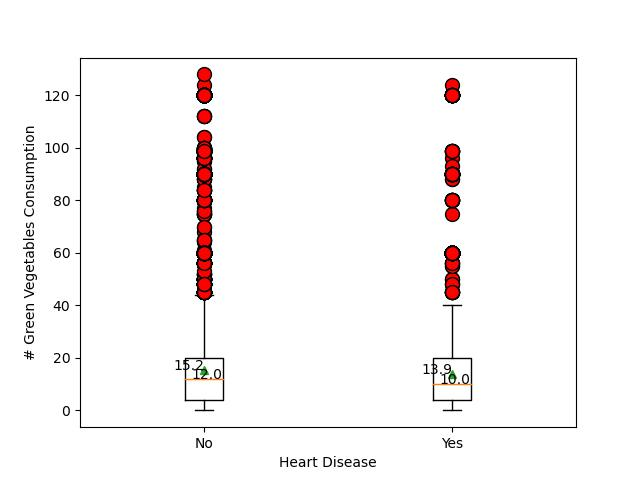 120
100
80
60
40
20
0
# Green Vegetables Consumption
15.2
12.0
13.9
10.0
No
Yes
Heart Disease